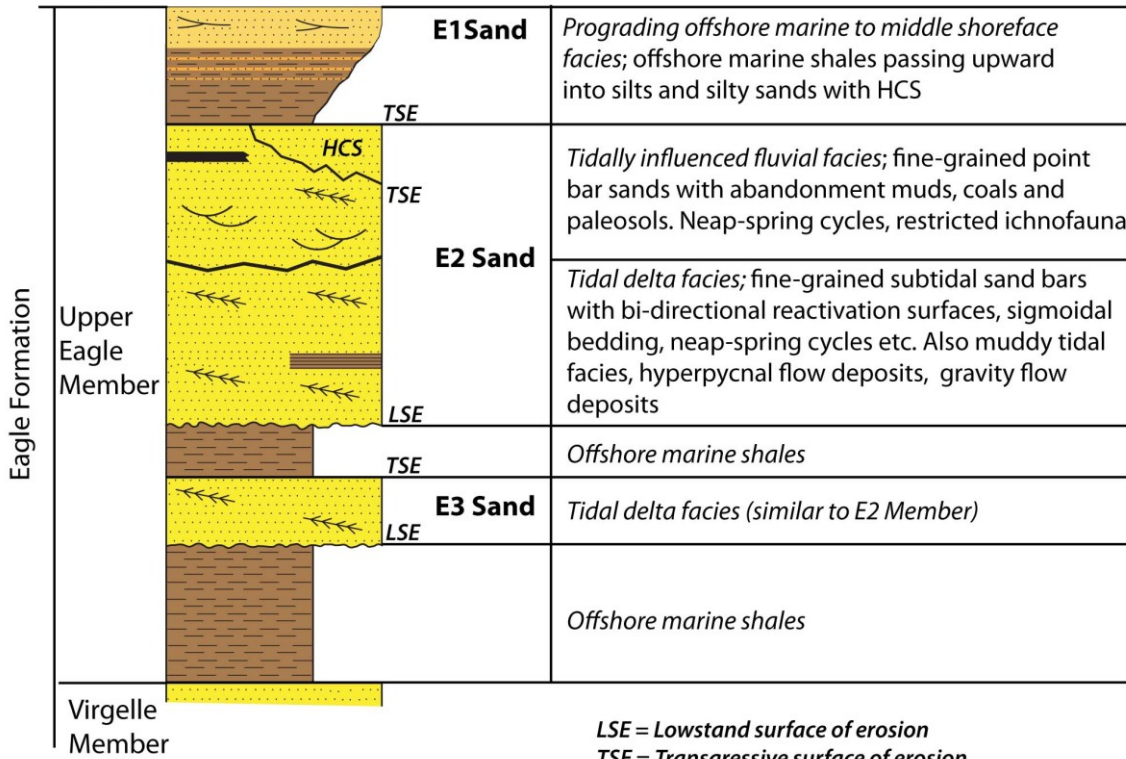 E1Sand
Prograding offshore marine to middle shoreface
facies; offshore marine shales passing upward
into silts and silty sands with HCS
TSE
HCS
TSE
Tidally influenced fluvial facies; fine-grained point
bar sands with abandonment muds, coals and
paleosols. Neap-spring cycles, restricted ichnofauna
E2 Sand
Tidal delta facies; fine-grained subtidal sand bars
with bi-directional reactivation surfaces, sigmoidal
bedding, neap-spring cycles etc. Also muddy tidal
facies, hyperpycnal flow deposits, gravity flow
deposits
LSE
Eagle Formation
Upper
Eagle
Member
Offshore marine shales
TSE
E3 Sand
Tidal delta facies (similar to E2 Member)
LSE
Offshore marine shales
Virgelle
Member
LSE = Lowstand surface of erosion
TSE = Transgressive surface of erosion